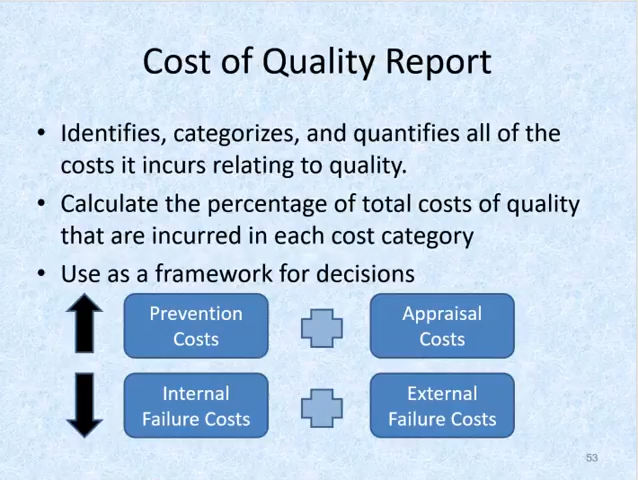 Cost of Quality Report
• Identifies, categorizes, and quantifies all of the
costs it incurs relating to quality.
• Calculate the percentage of total costs of quality
that are incurred in each cost category
• Use as a framework for decisions
Prevention
Costs
Appraisal
Costs
Internal
Failure Costs
External
Failure Costs
53